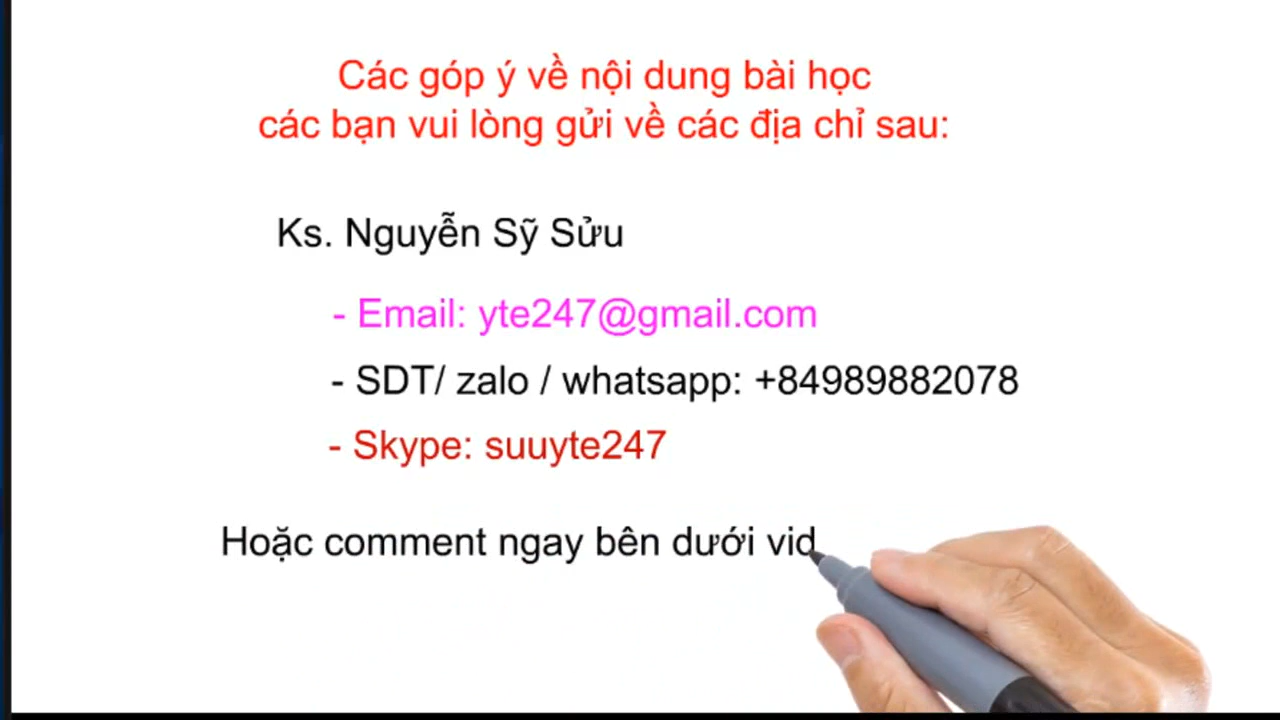 Các góp ý về nội dung bài học
các bạn vui lòng gửi về các địa chỉ sau:
Ks. Nguyễn Sỹ Sửu
- Email: yte247@gmail.com
- SDT/ zalo / whatsapp: +84989882078
- Skype: suuyte247
Hoặc comment ngay bên dưới vid